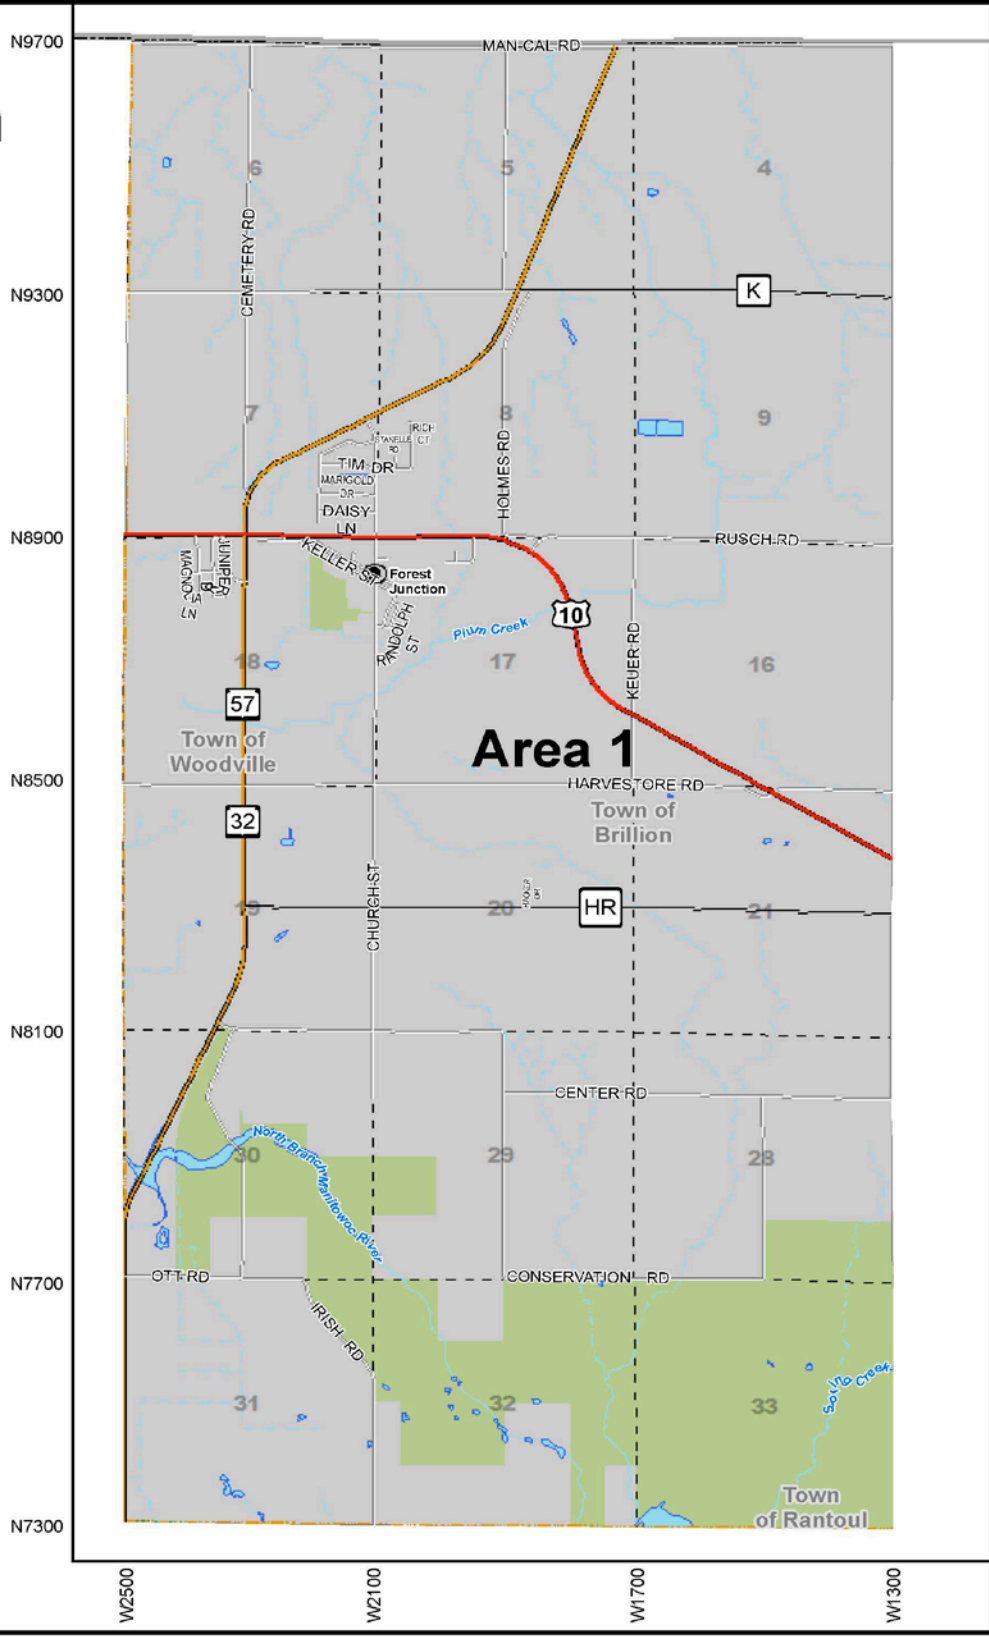 N9700
MAN-CAL RD
6
5
4
CEMETERY RD
N9300
K
7
8
9
RICH
CT
STANELLE
RD
TIM DR
MARIGOLD
DR
DAISY
LN
HOLMES RD
N8900
RUSCH RD
MAGNOLIA
LN
JUNIPER
KELLER ST
Forest
Junction
RANDOLPH
ST
Plum Creek
10
KEUER RD
18
17
16
57
Town of
Woodville
Area 1
N8500
HARVESTORE RD
Town of
Brillion
32
CHURCH ST
19
20
DR
HR
21
N8100
CENTER RD
North Branch Manitowoc River
30
29
28
N7700
OTT RD
CONSERVATION RD
IRISH RD
31
32
33
Creek
Town
of Rantoul
N7300
W2500
W2100
W1700
W1300